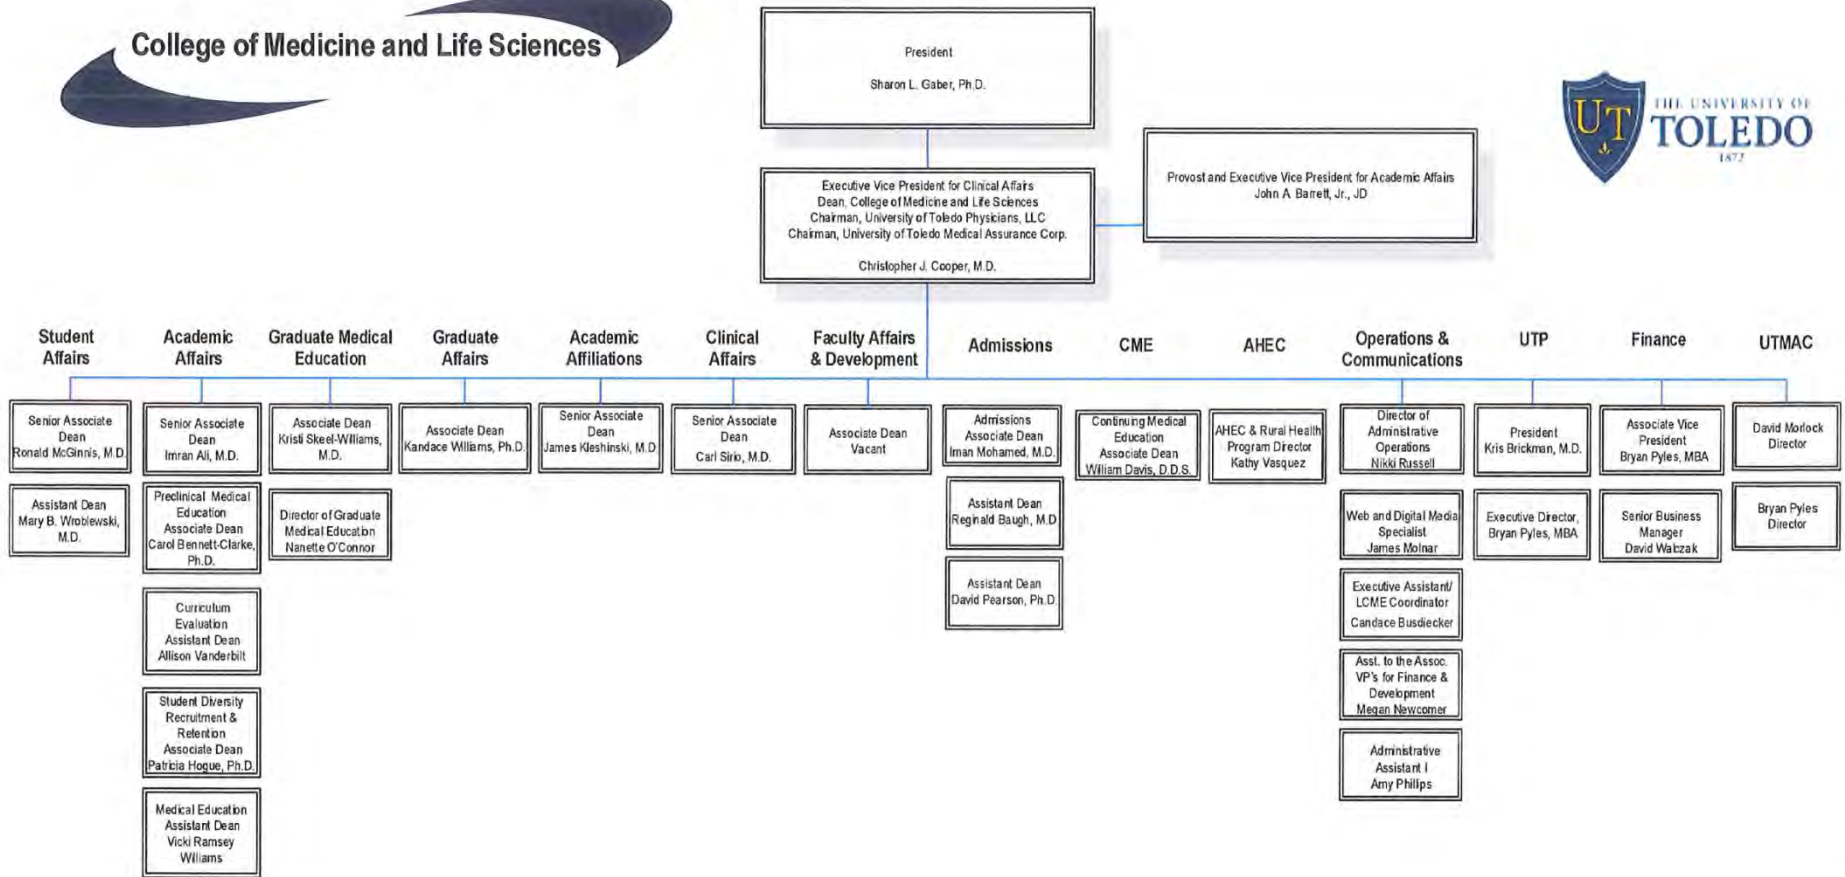 College of Medicine and Life Sciences
President
Sharon L. Gaber, Ph.D.
THE UNIVERSITY OF
UT
TOLEDO
1872
Provost and Executive Vice President for Academic Affairs
John A Barrett, Jr., JD
Executive Vice President for Clinical Affairs
Dean, College of Medicine and Life Sciences
Chairman, University of Toledo Physicians, LLC
Chairman, University of Toledo Medical Assurance Corp.
Christopher J. Cooper, M.D.
Student
Affairs
Senior Associate
Dean
Ronald McGinnis, M.D.
Assistant Dean
Mary B. Wroblewski,
M.D.
Academic
Affairs
Senior Associate
Dean
Imran Ali, M.D.
Preclinical Medical
Education
Associate Dean
Carol Bennett-Clarke,
Ph.D.
Curriculum
Evaluation
Assistant Dean
Allison Vanderbilt
Student Diversity
Recruitment &
Retention
Associate Dean
Patricia Hogue, Ph.D.
Medical Education
Assistant Dean
Vicki Ramsey
Williams
Graduate Medical
Education
Associate Dean
Kristi Skeel-Williams,
M.D.
Director of Graduate
Medical Education
Nanette O'Connor
Graduate
Affairs
Associate Dean
Kandace Williams, Ph.D.
Academic
Affiliations
Senior Associate
Dean
James Kleshinski, M.D.
Clinical
Affairs
Senior Associate
Dean
Carl Sirio, M.D.
Faculty Affairs
& Development
Associate Dean
Vacant
Admissions
Admissions
Associate Dean
Iman Mohamed, M.D.
Assistant Dean
Reginald Baugh, M.D.
Assistant Dean
David Pearson, Ph.D.
CME
Continuing Medical
Education
Associate Dean
William Davis, D.D.S.
AHEC
AHEC & Rural Health
Program Director
Kathy Vasquez
Operations &
Communications
Director of
Administrative
Operations
Nikki Russell
Web and Digital Media
Specialist
James Molnar
Executive Assistant/
LCME Coordinator
Candace Busdiecker
Asst. to the Assoc.
VP's for Finance &
Development
Megan Newcomer
Administrative
Assistant I
Amy Phillips
UTP
President
Kris Brickman, M.D.
Executive Director,
Bryan Pyles, MBA
Finance
Associate Vice
President
Bryan Pyles, MBA
Senior Business
Manager
David Walczak
UTMAC
David Morlock
Director
Bryan Pyles
Director